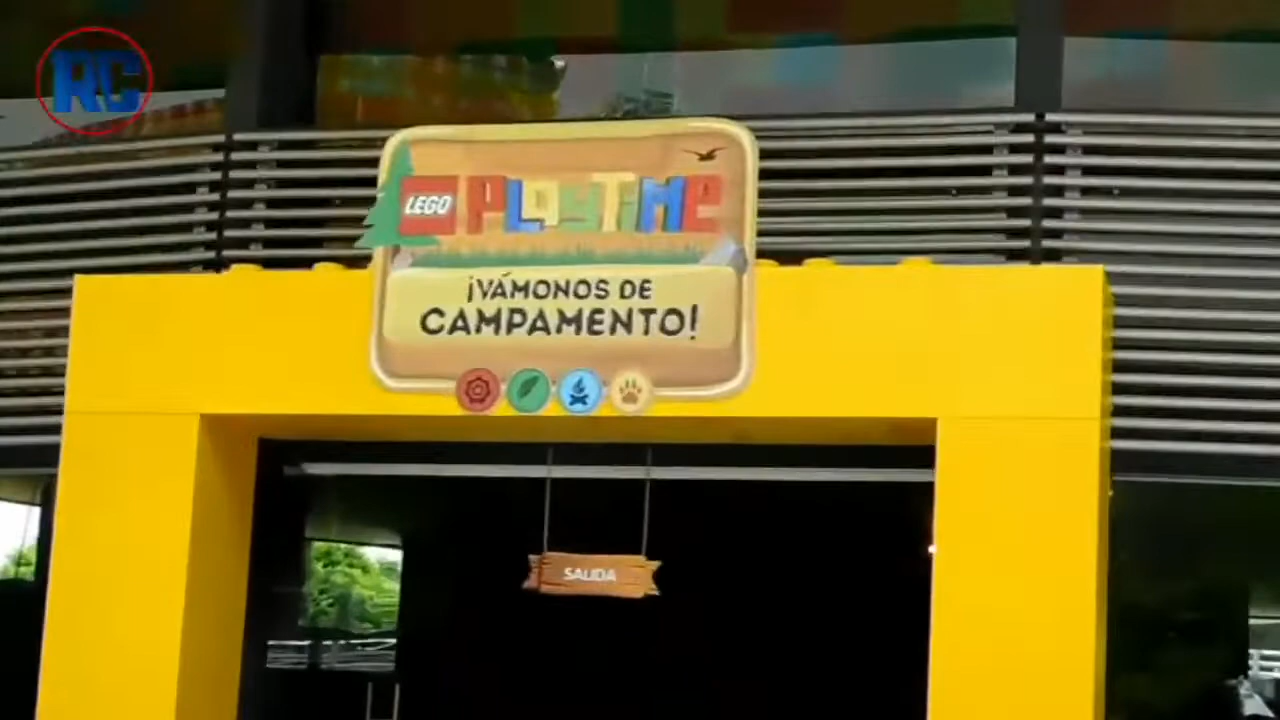 RC
LEGO PLAYTIME
¡VÁMONOS DE
CAMPAMENTO!
SALIDA